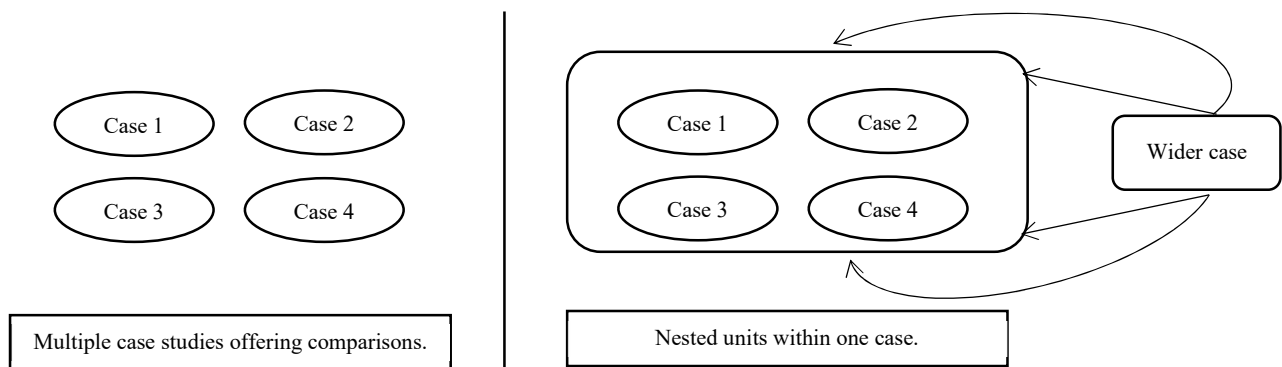 Case 1
Case 2
Case 3
Case 4
Multiple case studies offering comparisons.
Case 1
Case 2
Case 3
Case 4
Wider case
Nested units within one case.